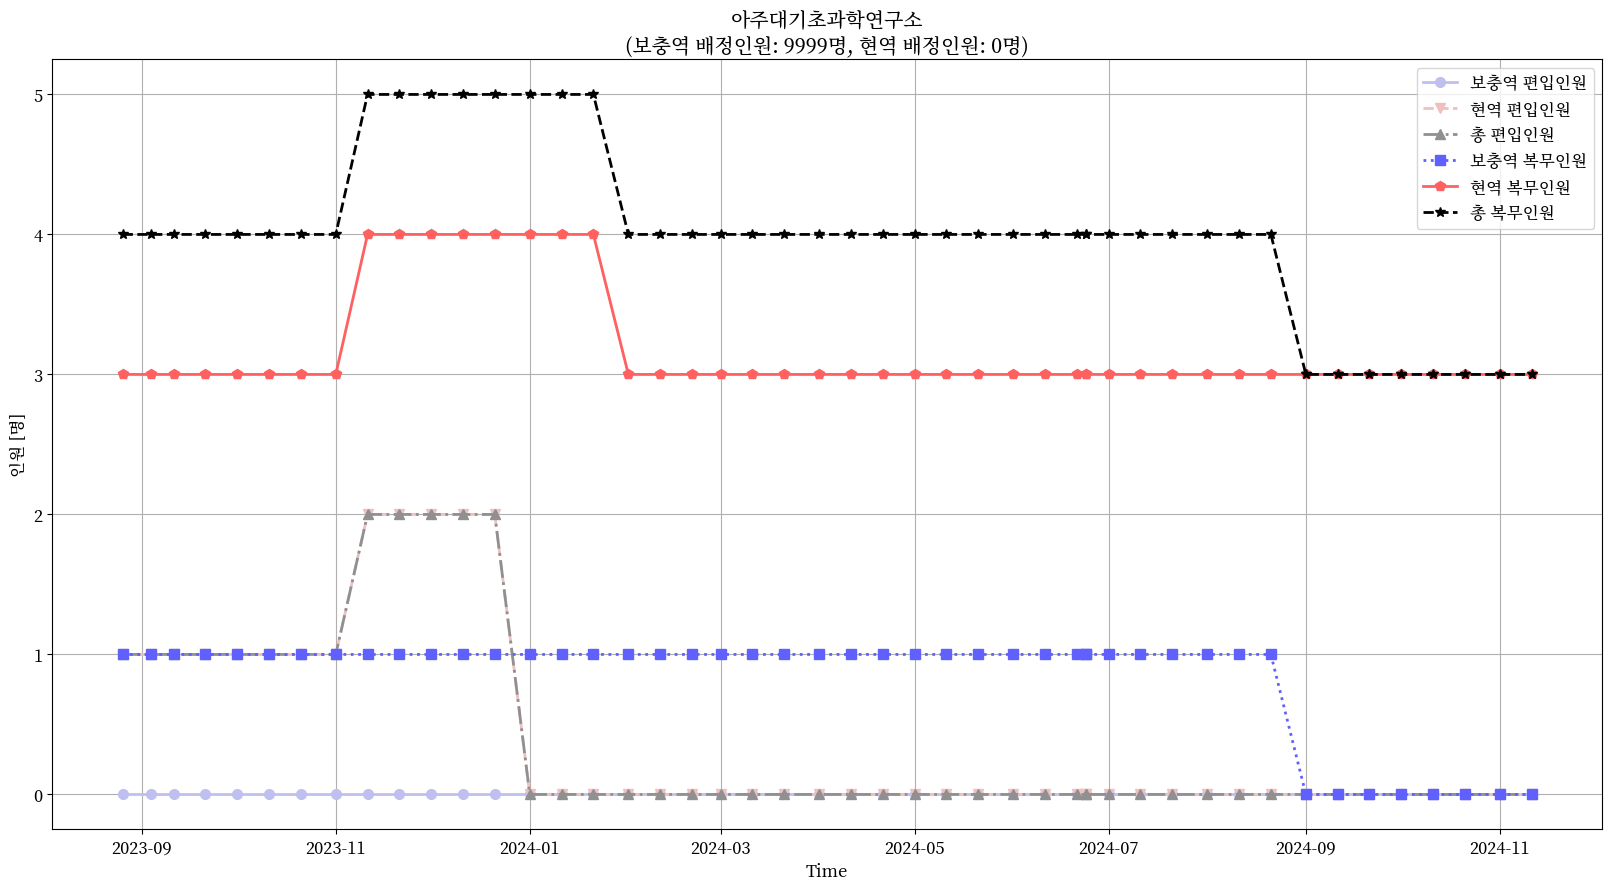 아주대기초과학연구소
(보충역 배정인원: 9999명, 현역 배정인원: 0명)
보충역 편입인원
현역 편입인원
총 편입인원
보충역 복무인원
현역 복무인원
총 복무인원
인원 [명]
5
4
3
2
1
0
2023-09
2023-11
2024-01
2024-03
2024-05
2024-07
2024-09
2024-11
Time